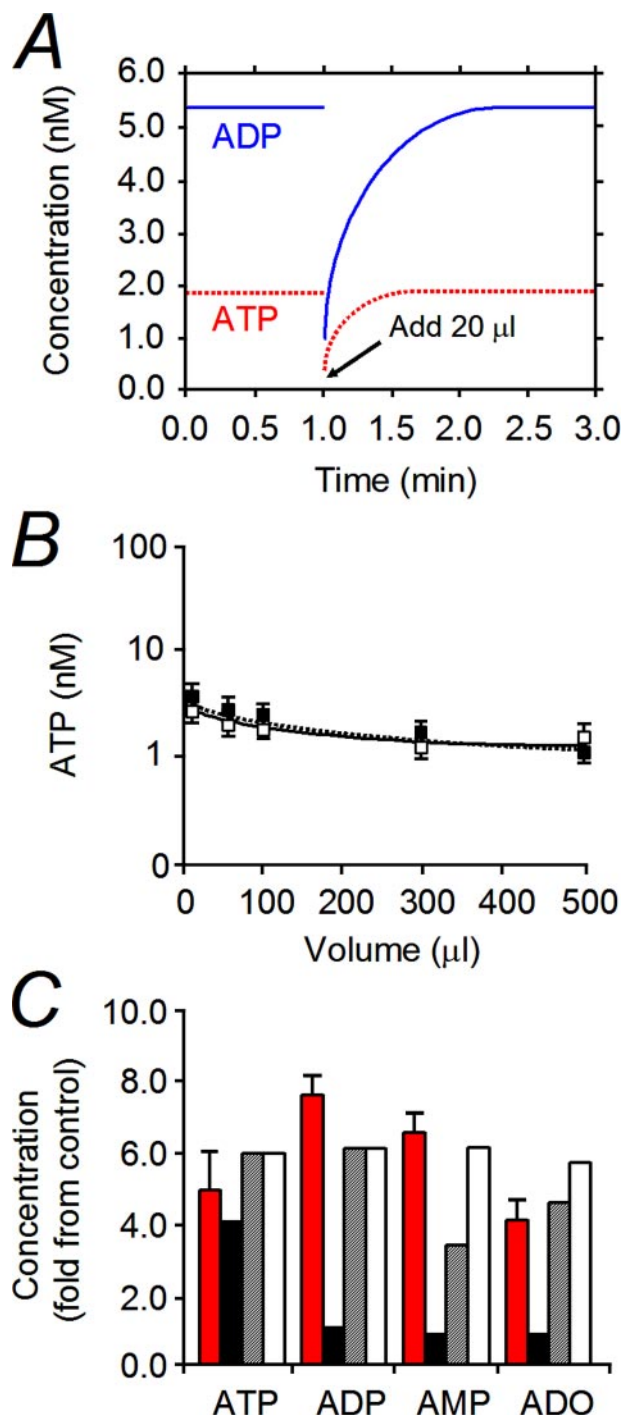 A
Concentration (nM)
6.0
5.0
4.0
3.0
2.0
1.0
0.0
ADP
ATP
Add 20 μl
0.0 0.5 1.0 1.5 2.0 2.5 3.0
Time (min)
B
ATP (nM)
100
10
1
0
0 100 200 300 400 500
Volume (μl)
C
Concentration
(fold from control)
10.0
8.0
6.0
4.0
2.0
0.0
ATP ADP AMP ADO